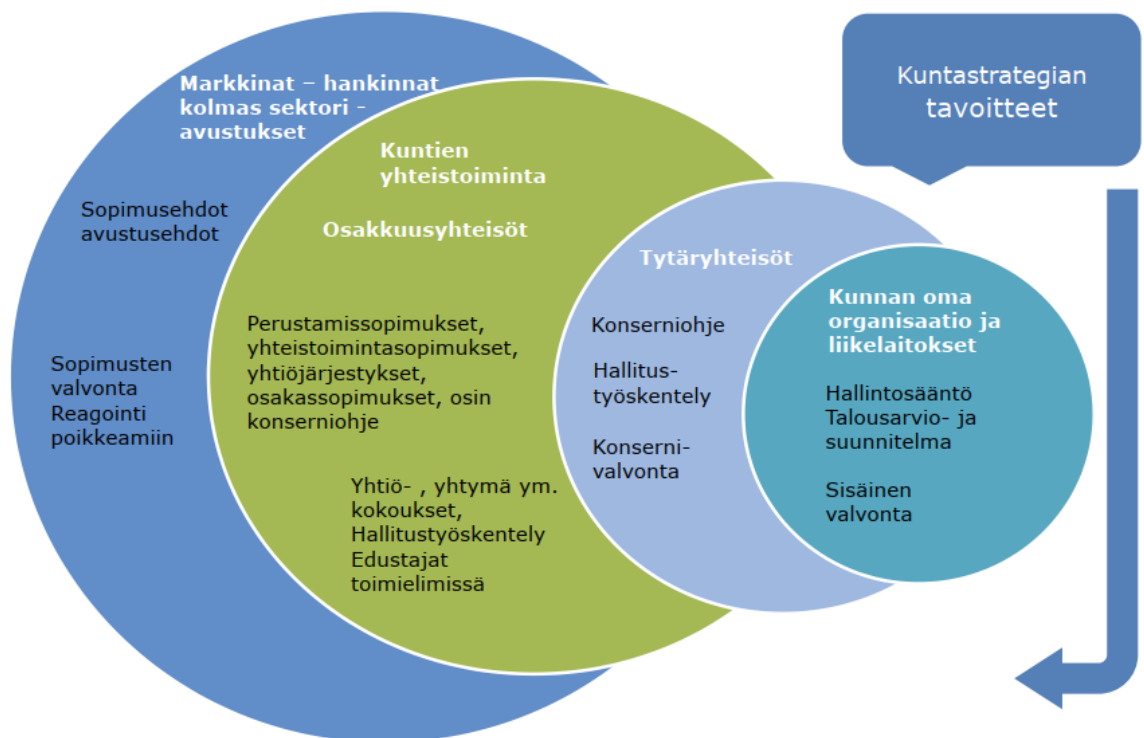 Markkinat – hankinnat
kolmas sektori -
avustukset
Sopimusehdot
avustusehdot
Sopimusten
valvonta
Reagointi
poikkeamiin
Kuntien
yhteistoiminta
Osakkuusyhteisöt
Perustamissopimukset,
yhteistoimintasopimukset,
yhtiöjärjestykset,
osakassopimukset, osin
konserniohje
Yhtiö- , yhtymä ym.
kokoukset,
Hallitustyöskentely
Edustajat
toimielimissä
Tytäryhteisöt
Konserniohje
Hallitus-
työskentely
Konserni-
valvonta
Kunnan oma
organisaatio ja
liikelaitokset
Hallintosääntö
Talousarvio- ja
suunnitelma
Sisäinen
valvonta
Kuntastrategian
tavoitteet